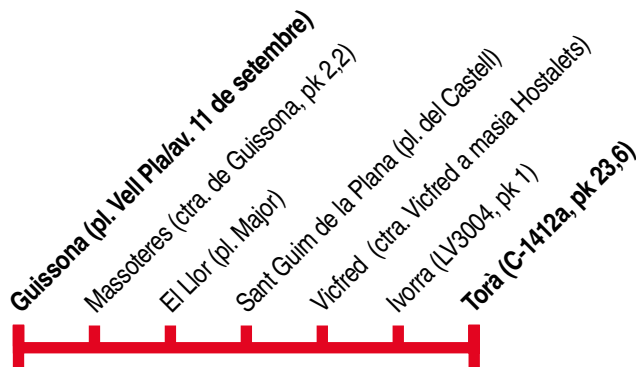 Guissona (pl. Vell Pla/av. 11 de setembre)
Massoteres (ctra. de Guissona, pk 2,2)
El Llor (pl. Major)
Sant Guim de la Plana (pl. del Castell)
Vicfred (ctra. Vicfred a masia Hostalets)
Ivorra (LV3004, pk 1)
Torà (C-1412a, pk 23,6)